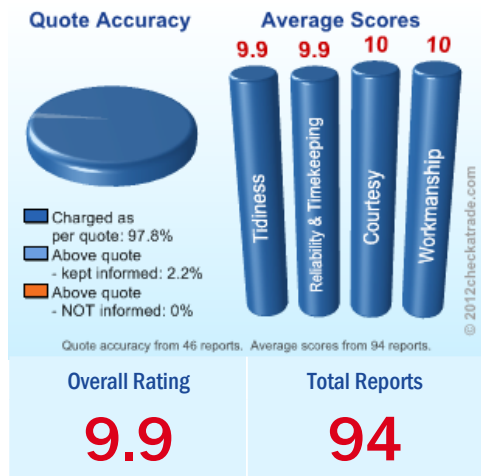 Quote Accuracy
Average Scores
9.9 9.9 10 10
Tidiness
Reliability & Timekeeping
Courtesy
Workmanship
Charged as
per quote: 97.8%
Above quote
- kept informed: 2.2%
Above quote
- NOT informed: 0%
© 2012checkatrade.com
Quote accuracy from 46 reports. Average scores from 94 reports.
Overall Rating
9.9
Total Reports
94